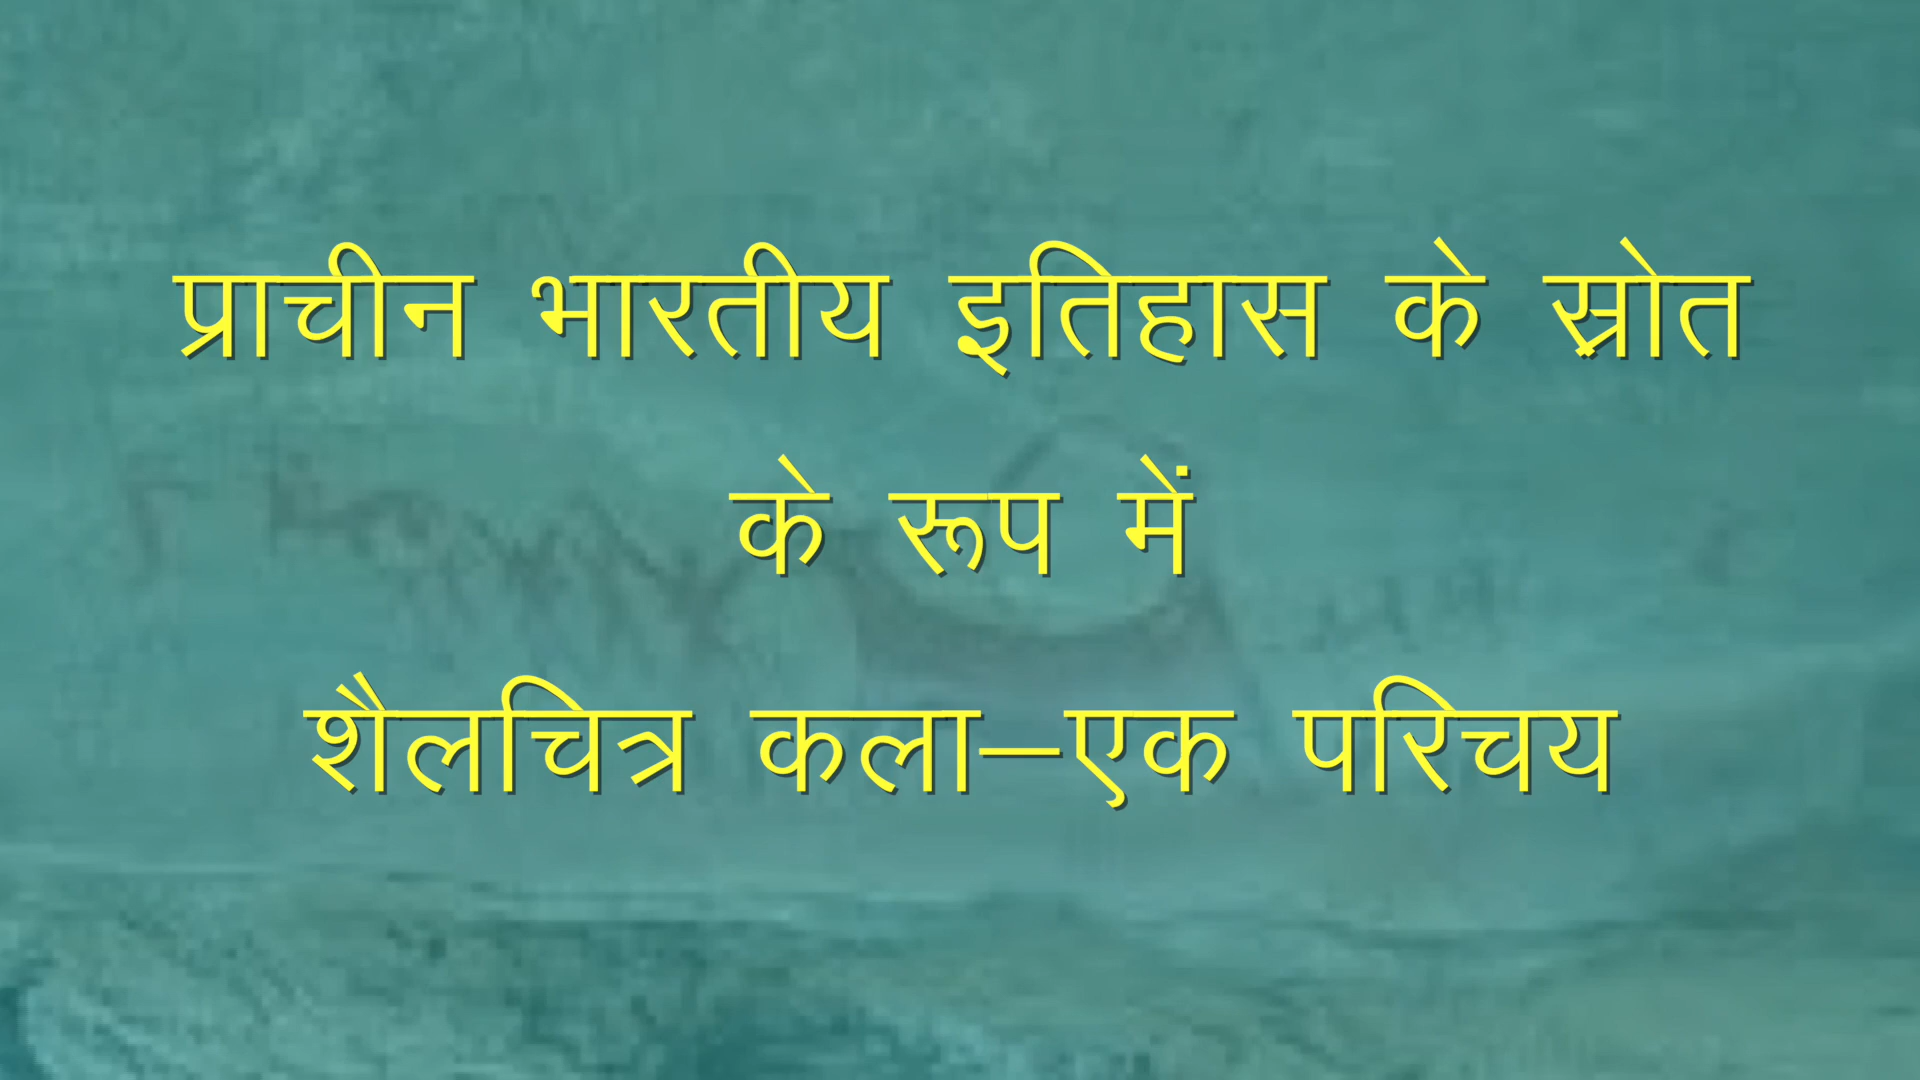 प्राचीन भारतीय इतिहास के स्रोत
के रूप में
शैलचित्र कला–एक परिचय